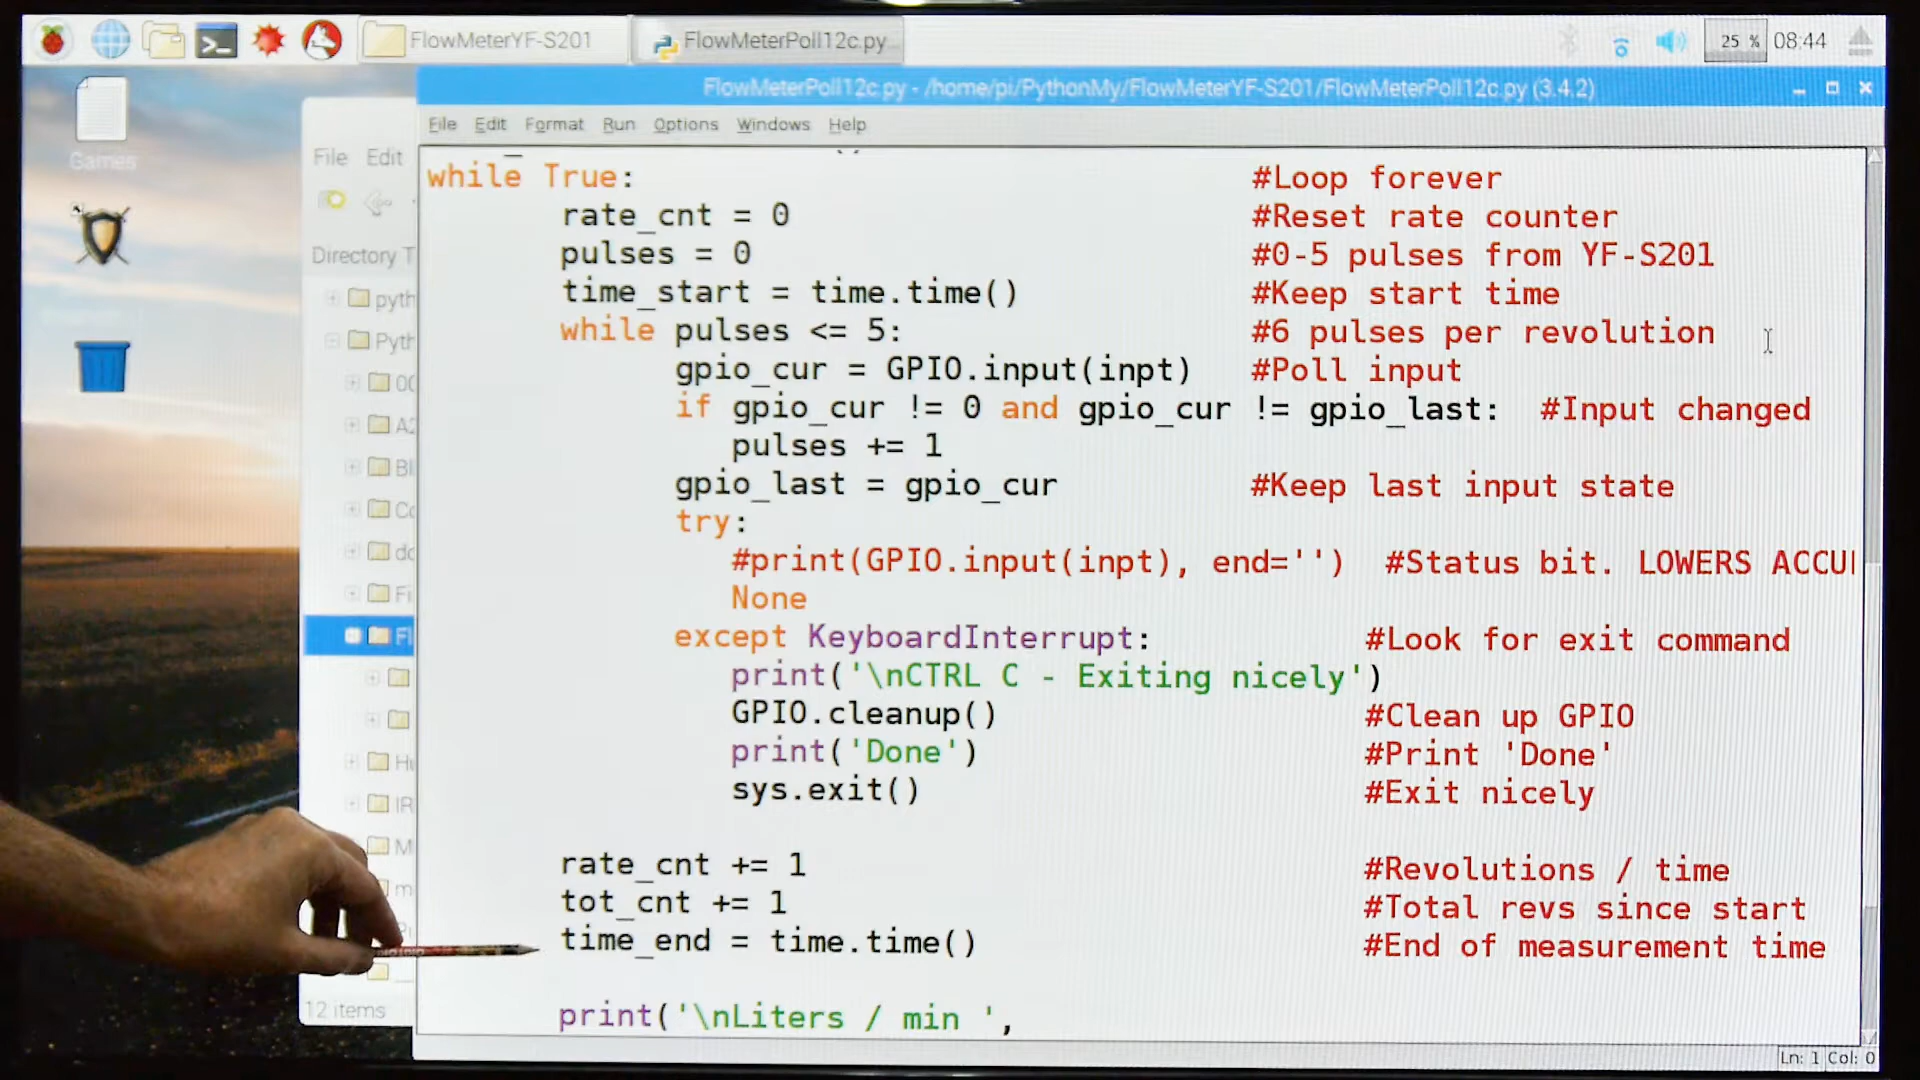 FlowMeterYF-S201
FlowMeterPoll12c.py
25 %
08:44
FlowMeterPoll12c.py - /home/pi/PythonMy/FlowMeterYF-S201/FlowMeterPoll12c.py (3.4.2)
File Edit Format Run Options Windows Help
Games
File Edit
Directory T
pyth
Pyth
12 items
while True: #Loop forever
rate_cnt = 0 #Reset rate counter
pulses = 0 #0-5 pulses from YF-S201
time_start = time.time() #Keep start time
while pulses <= 5: #6 pulses per revolution
gpio_cur = GPIO.input(inpt) #Poll input
if gpio_cur != 0 and gpio_cur != gpio_last: #Input changed
pulses += 1
gpio_last = gpio_cur #Keep last input state
try:
#print(GPIO.input(inpt), end='') #Status bit. LOWERS ACCU
None
except KeyboardInterrupt: #Look for exit command
print('\nCTRL C - Exiting nicely')
GPIO.cleanup() #Clean up GPIO
print('Done') #Print 'Done'
sys.exit() #Exit nicely
rate_cnt += 1 #Revolutions / time
tot_cnt += 1 #Total revs since start
time_end = time.time() #End of measurement time
print('\nLiters / min ',
Ln: 1 Col: 0